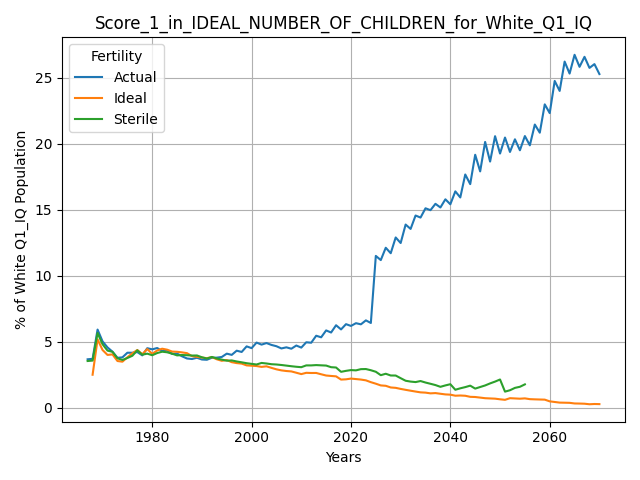 Score_1_in_IDEAL_NUMBER_OF_CHILDREN_for_White_Q1_IQ
Fertility
Actual
Ideal
Sterile
% of White Q1_IQ Population
25
20
15
10
5
0
1980
2000
2020
2040
2060
Years